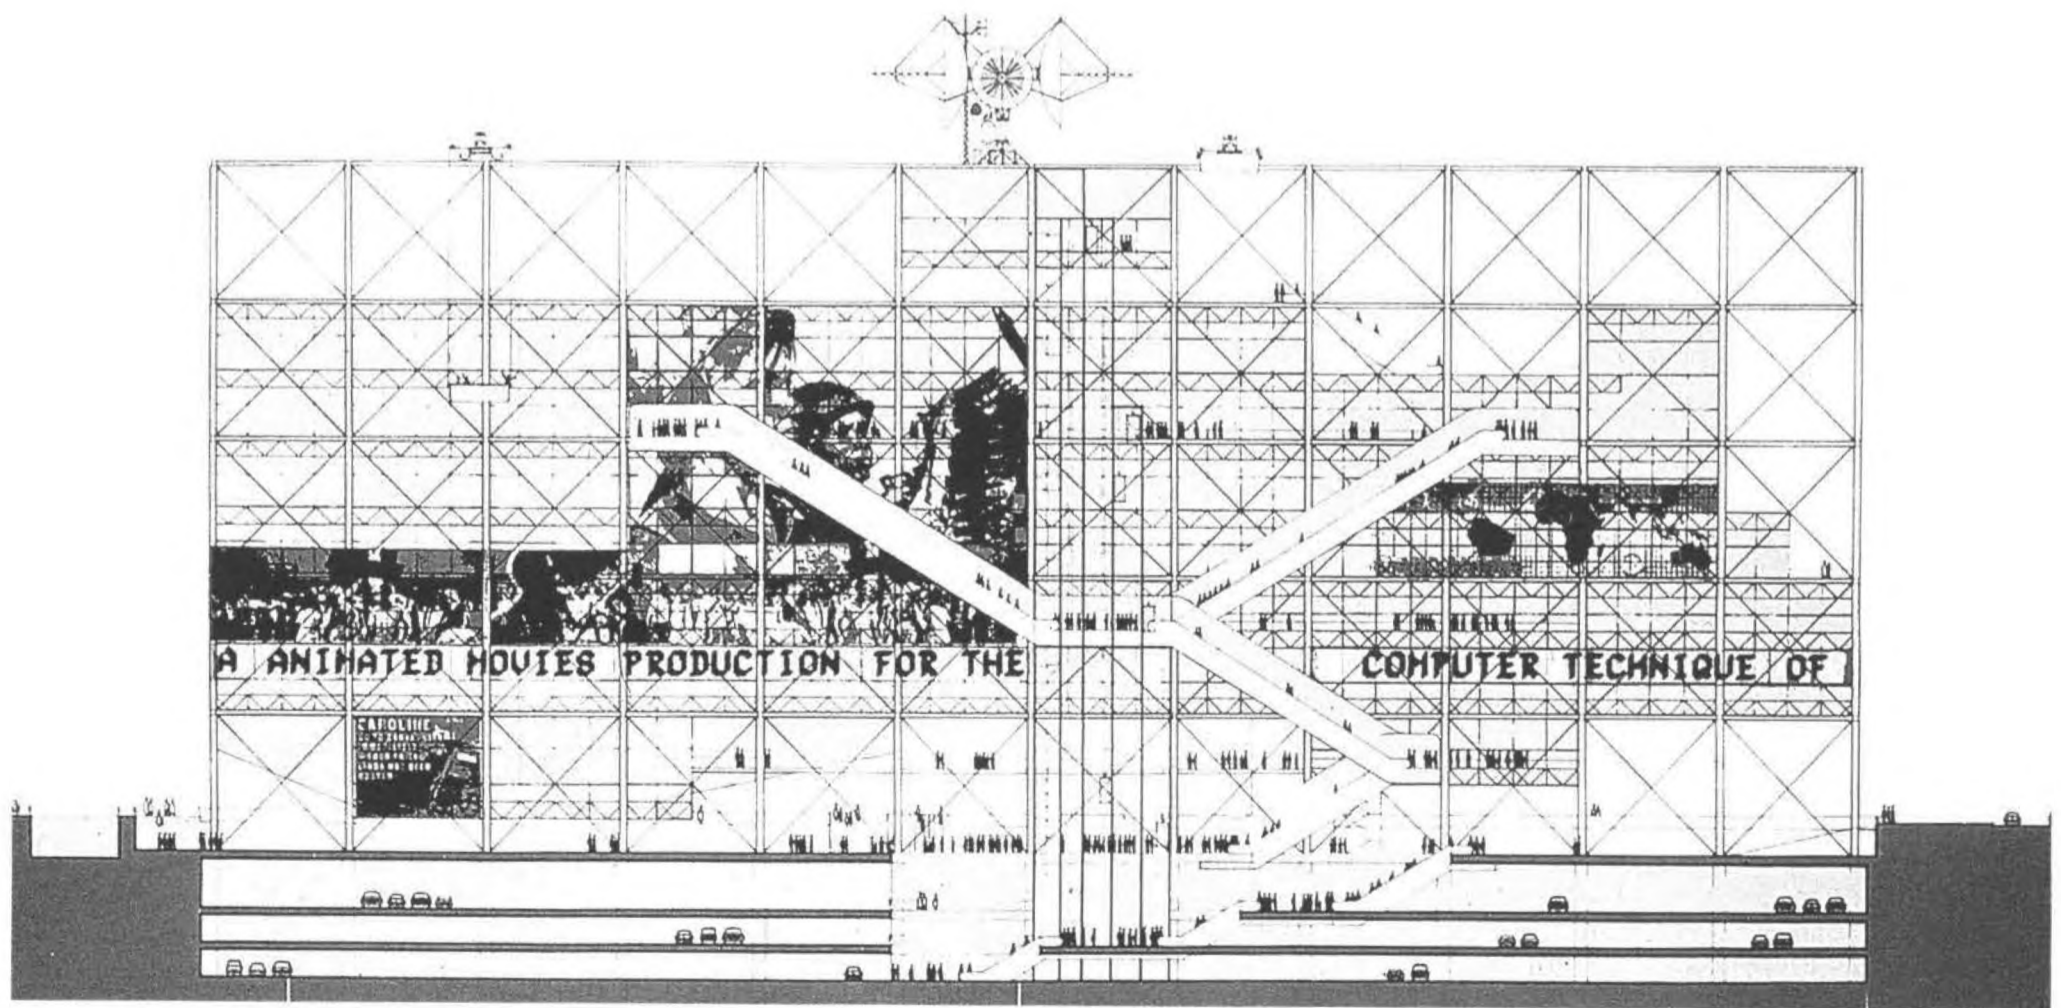 A ANIMATED MOVIES PRODUCTION FOR THE
COMPUTER TECHNIQUE OF
CAROLINE